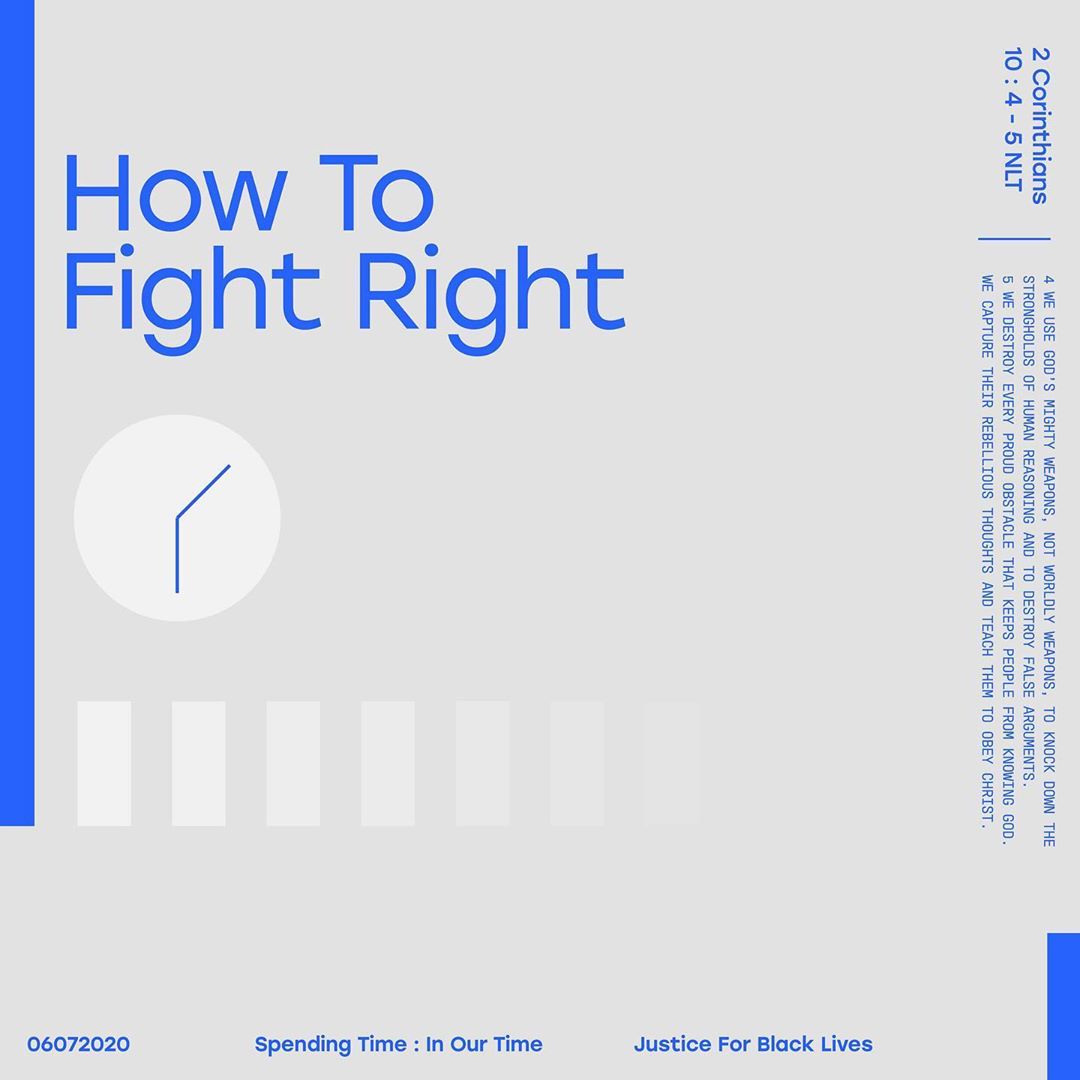 How To
Fight Right
2 Corinthians
10 : 4 - 5 NLT
4 WE USE GOD'S MIGHTY WEAPONS, NOT WORLDLY WEAPONS, TO KNOCK DOWN THE
STRONGHOLDS OF HUMAN REASONING AND TO DESTROY FALSE ARGUMENTS.
5 WE DESTROY EVERY PROUD OBSTACLE THAT KEEPS PEOPLE FROM KNOWING GOD.
WE CAPTURE THEIR REBELLIOUS THOUGHTS AND TEACH THEM TO OBEY CHRIST.
06072020
Spending Time : In Our Time
Justice For Black Lives